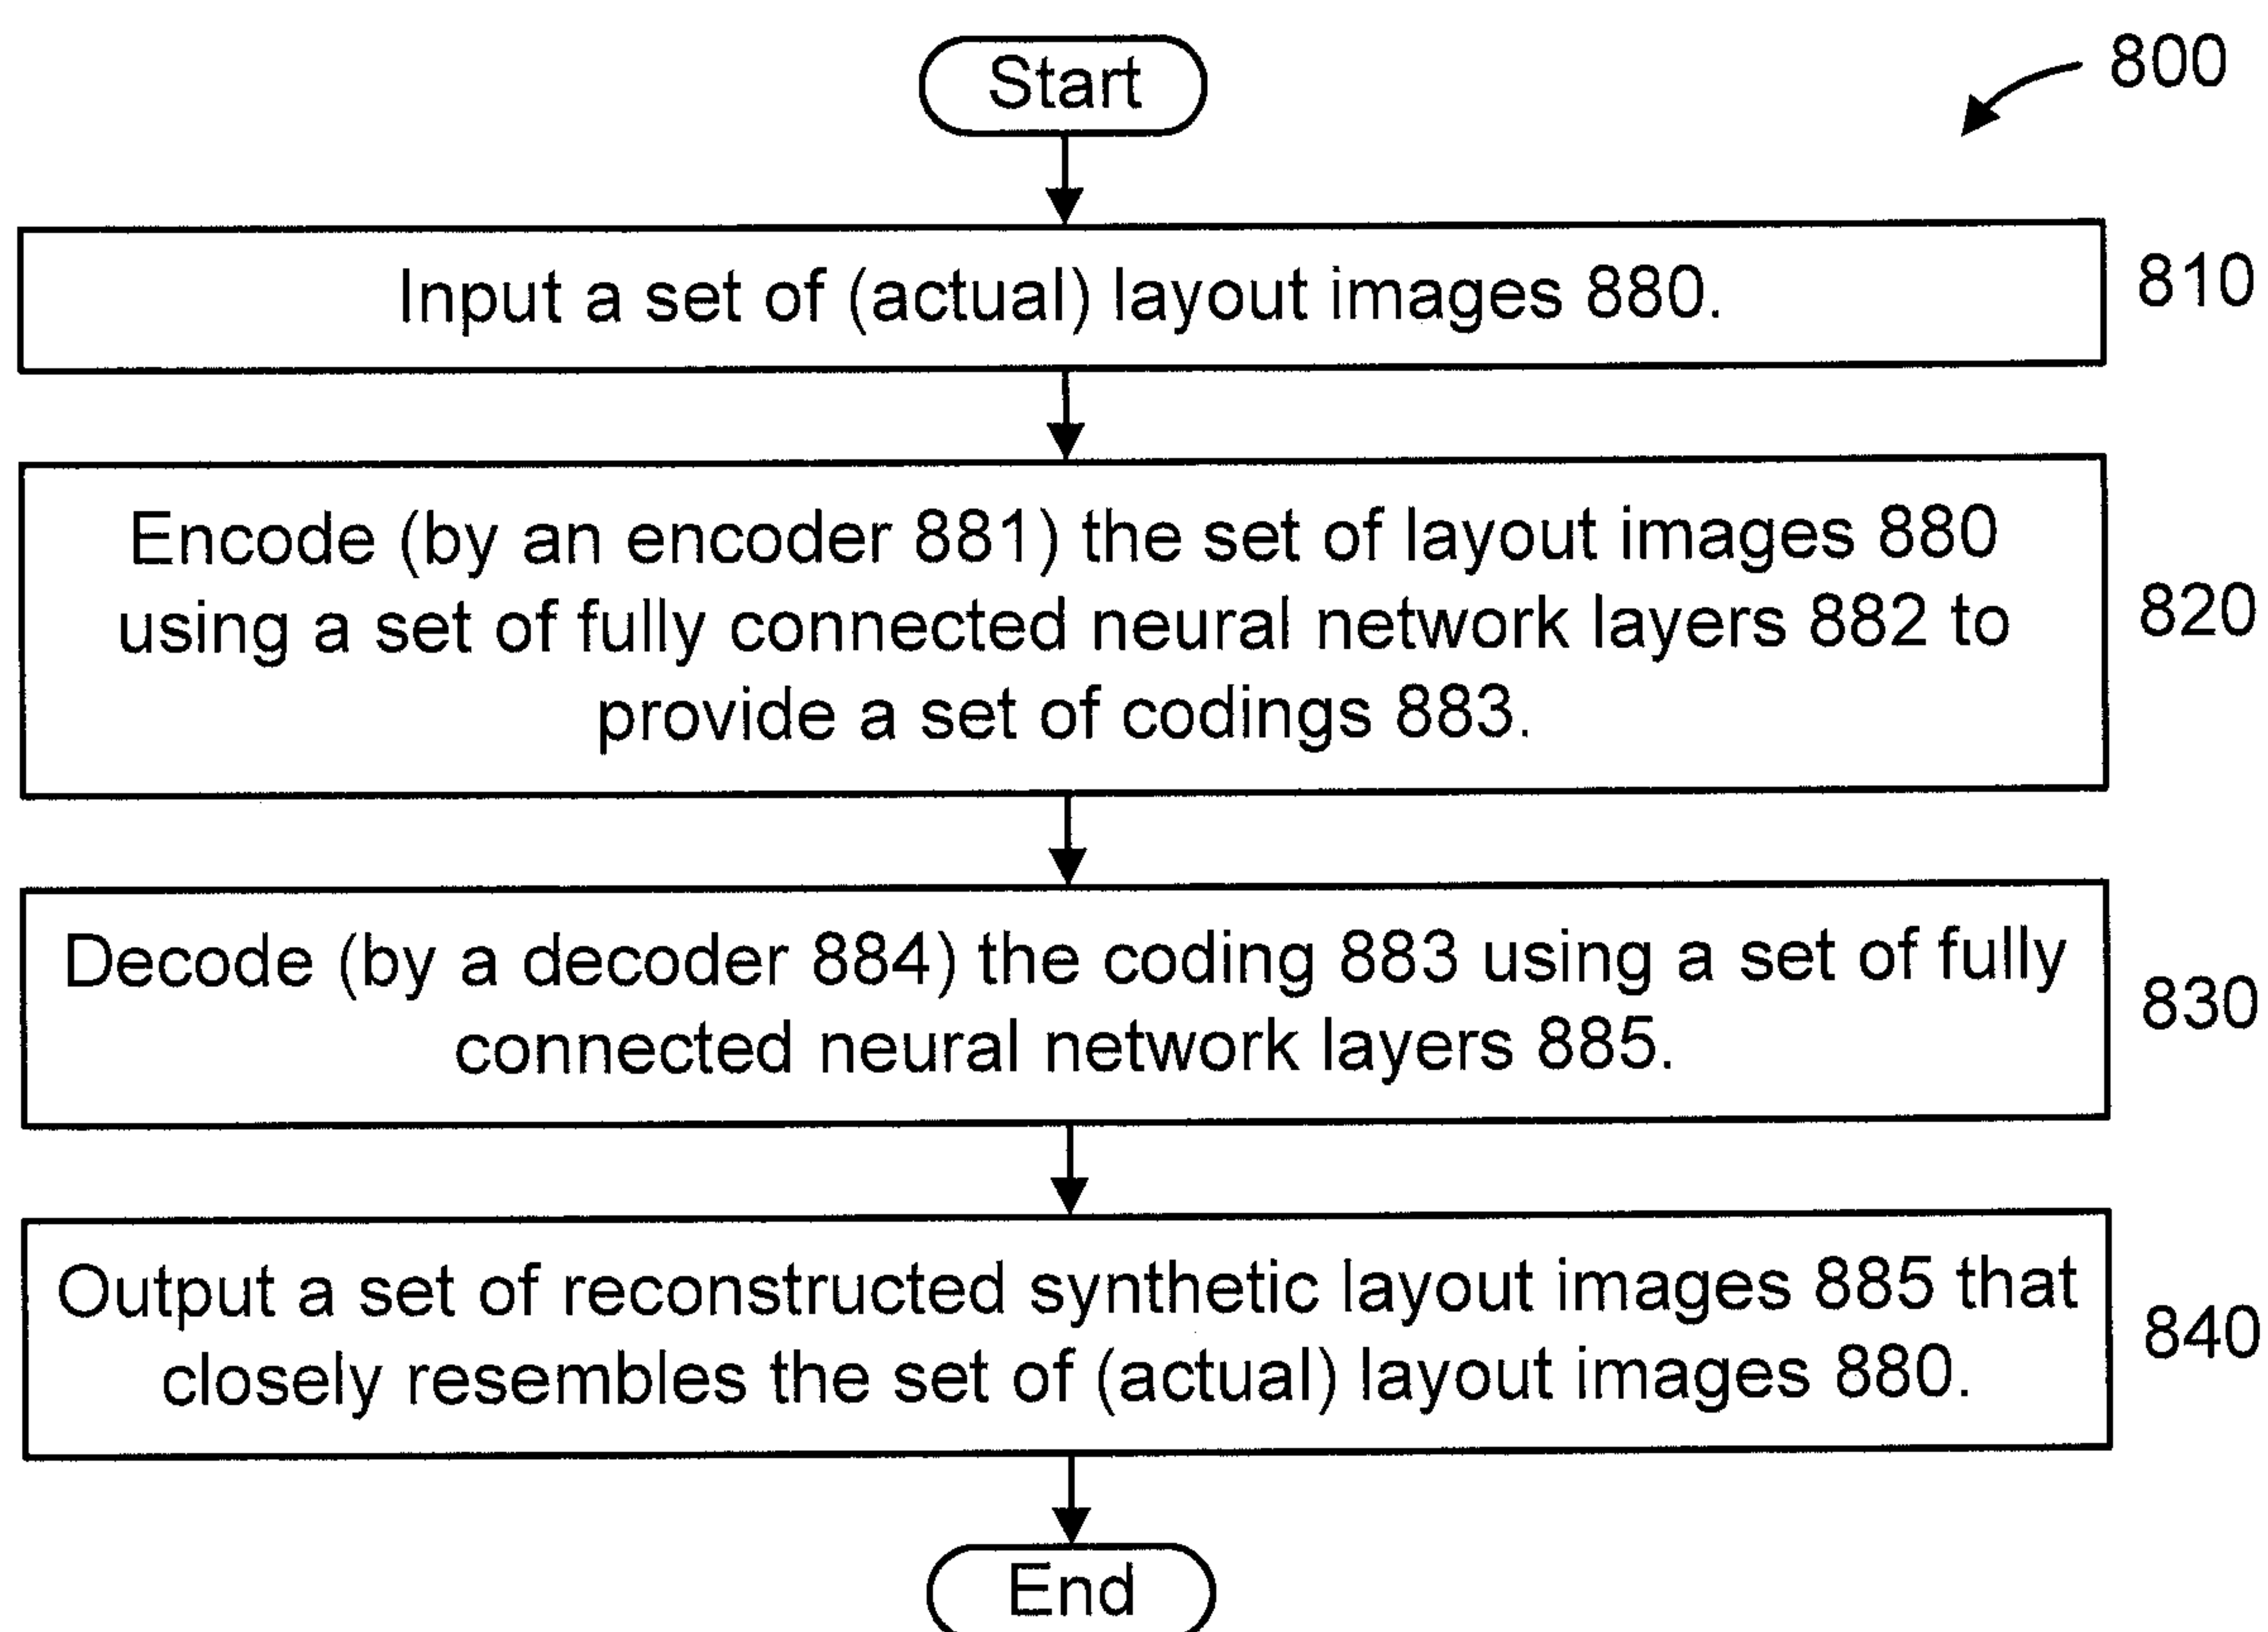 Start
800
Input a set of (actual) layout images 880.
810
Encode (by an encoder 881) the set of layout images 880
using a set of fully connected neural network layers 882 to
provide a set of codings 883.
820
Decode (by a decoder 884) the coding 883 using a set of fully
connected neural network layers 885.
830
Output a set of reconstructed synthetic layout images 885 that
closely resembles the set of (actual) layout images 880.
840
End